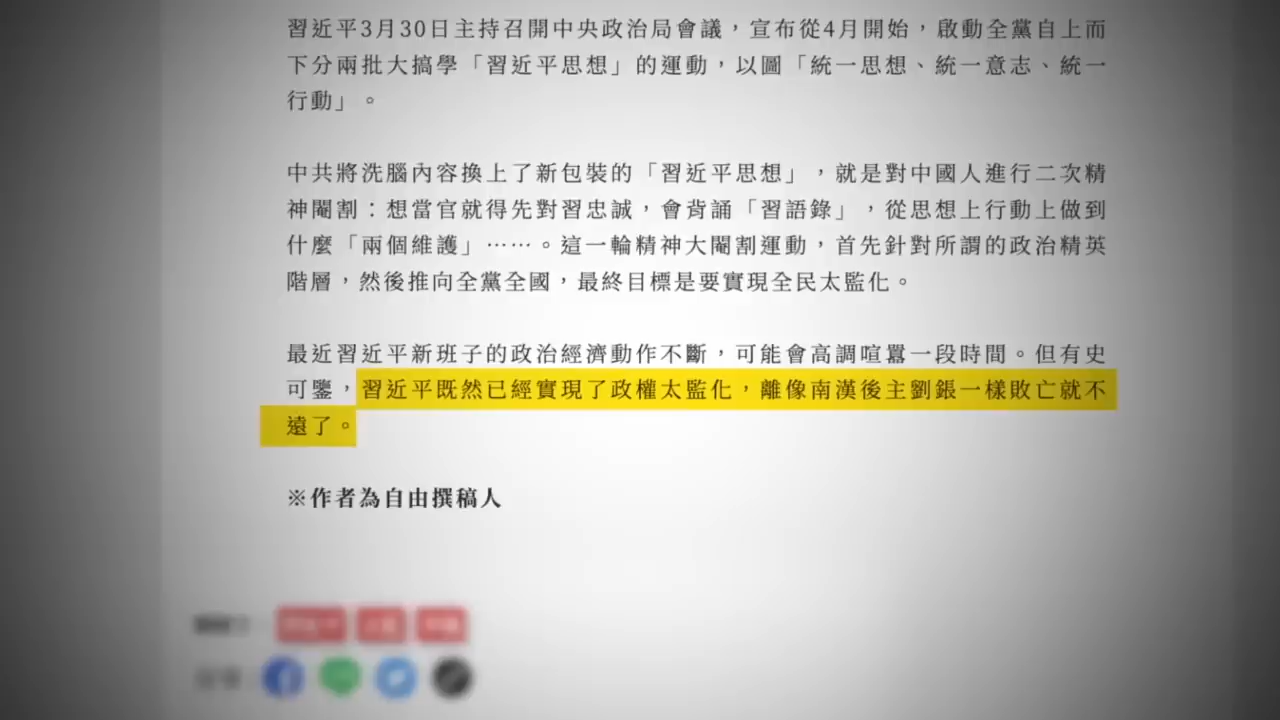 習近平3月30日主持召開中央政治局會議，宣布從4月開始，啟動全黨自上而
下分兩批大搞學「習近平思想」的運動，以圖「統一思想、統一意志、統一
行動」。
中共將洗腦內容換上了新包裝的「習近平思想」，就是對中國人進行二次精
神閹割：想當官就得先對習忠誠，會背誦「習語錄」，從思想上行動上做到
什麼「兩個維護」……。這一輪精神大閹割運動，首先針對所謂的政治精英
階層，然後推向全黨全國，最終目標是要實現全民太監化。
最近習近平新班子的政治經濟動作不斷，可能會高調喧囂一段時間。但有史
可鑒，習近平既然已經實現了政權太監化，離像南漢後主劉鋹一樣敗亡就不
遠了。
※作者為自由撰稿人